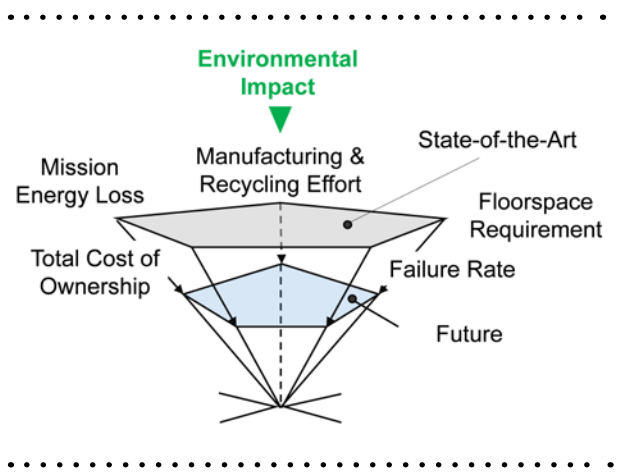 Environmental
Impact
Manufacturing &
Recycling Effort
State-of-the-Art
Mission
Energy Loss
Floorspace
Requirement
Total Cost of
Ownership
Failure Rate
Future